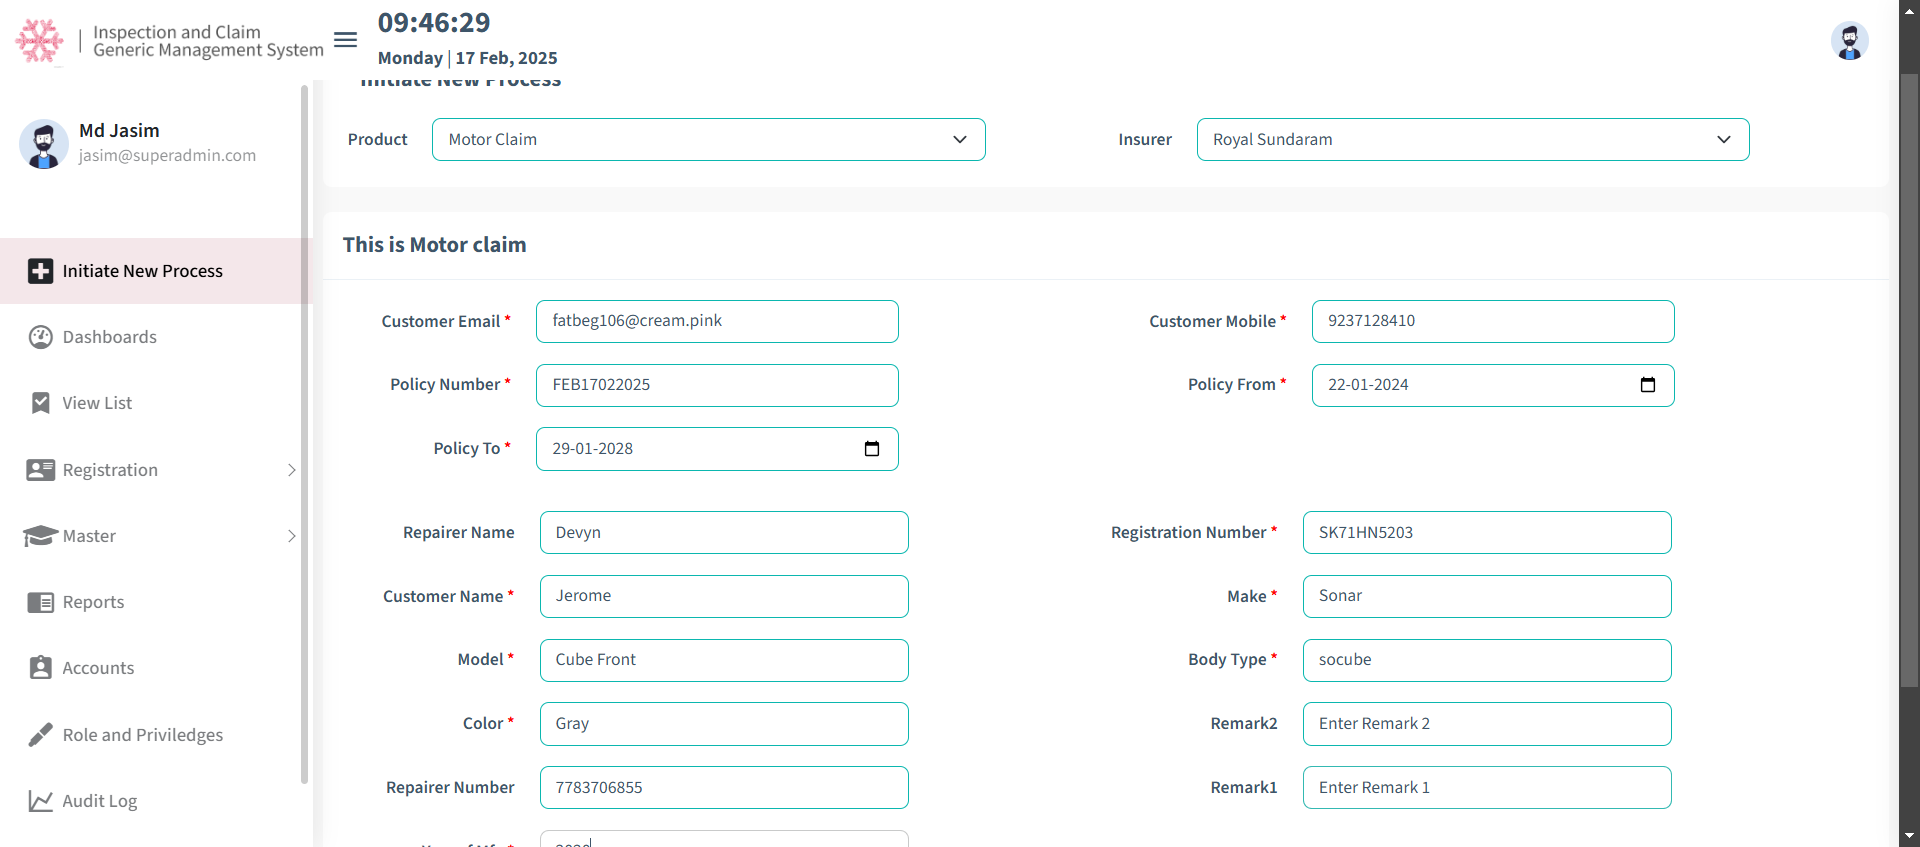 Inspection and Claim
Generic Management System
09:46:29
Monday | 17 Feb, 2025
Md Jasim
jasim@superadmin.com
Initiate New Process
Dashboards
View List
Registration
Master
Reports
Accounts
Role and Priviledges
Audit Log
Initiate New Process
Product Motor Claim Insurer Royal Sundaram
This is Motor claim
Customer Email * fatbeg106@cream.pink Customer Mobile * 9237128410
Policy Number * FEB17022025 Policy From * 22-01-2024
Policy To * 29-01-2028
Repairer Name Devyn Registration Number * SK71HN5203
Customer Name * Jerome Make * Sonar
Model * Cube Front Body Type * socube
Color * Gray Remark2 Enter Remark 2
Repairer Number 7783706855 Remark1 Enter Remark 1